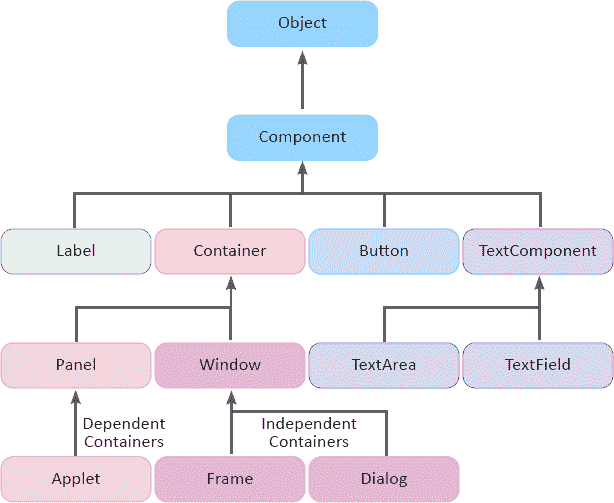 Object
Component
Label
Container
Button
TextComponent
Panel
Window
TextArea
TextField
Dependent
Containers
Independent
Containers
Applet
Frame
Dialog